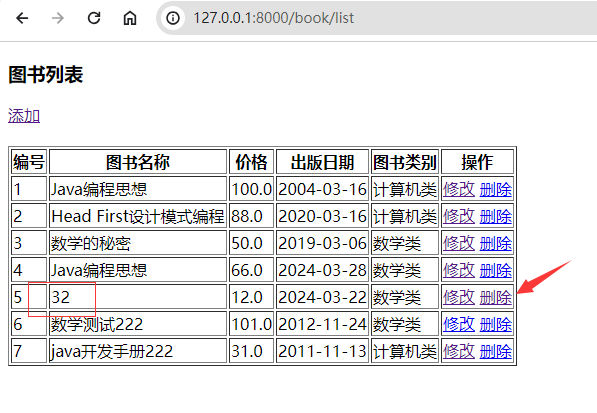 127.0.0.1:8000/book/list
图书列表
添加
编号 图书名称 价格 出版日期 图书类别 操作
1 Java编程思想 100.0 2004-03-16 计算机类 修改 删除
2 Head First设计模式编程 88.0 2020-03-16 计算机类 修改 删除
3 数学的秘密 50.0 2019-03-06 数学类 修改 删除
4 Java编程思想 66.0 2024-03-28 数学类 修改 删除
5 32 12.0 2024-03-22 数学类 修改 删除
6 数学测试222 101.0 2012-11-24 数学类 修改 删除
7 java开发手册222 31.0 2011-11-13 计算机类 修改 删除